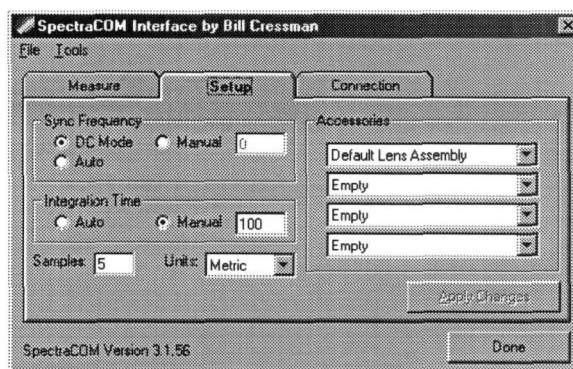 SpectraCOM Interface by Bill Cressman
File Tools
Measure Setup Connection
Sync Frequency
DC Mode Manual 0
Auto
Integration Time
Auto Manual 100
Samples: 5 Units: Metric
Accessories
Default Lens Assembly
Empty
Empty
Empty
Apply Changes
SpectraCOM Version 3.1.56
Done